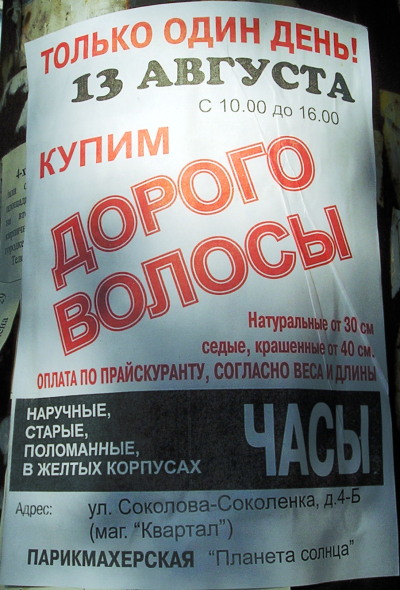 ТОЛЬКО ОДИН ДЕНЬ!
13 АВГУСТА
С 10.00 до 16.00
КУПИМ
ДОРОГО
ВОЛОСЫ
Натуральные от 30 см
седые, крашенные от 40 см.
ОПЛАТА ПО ПРАЙСКУРАНТУ, СОГЛАСНО ВЕСА И ДЛИНЫ
НАРУЧНЫЕ,
СТАРЫЕ,
ПОЛОМАННЫЕ,
В ЖЕЛТЫХ КОРПУСАХ
ЧАСЫ
Адрес: ул. Соколова-Соколенка, д.4-Б
(маг. "Квартал")
ПАРИКМАХЕРСКАЯ "Планета солнца"